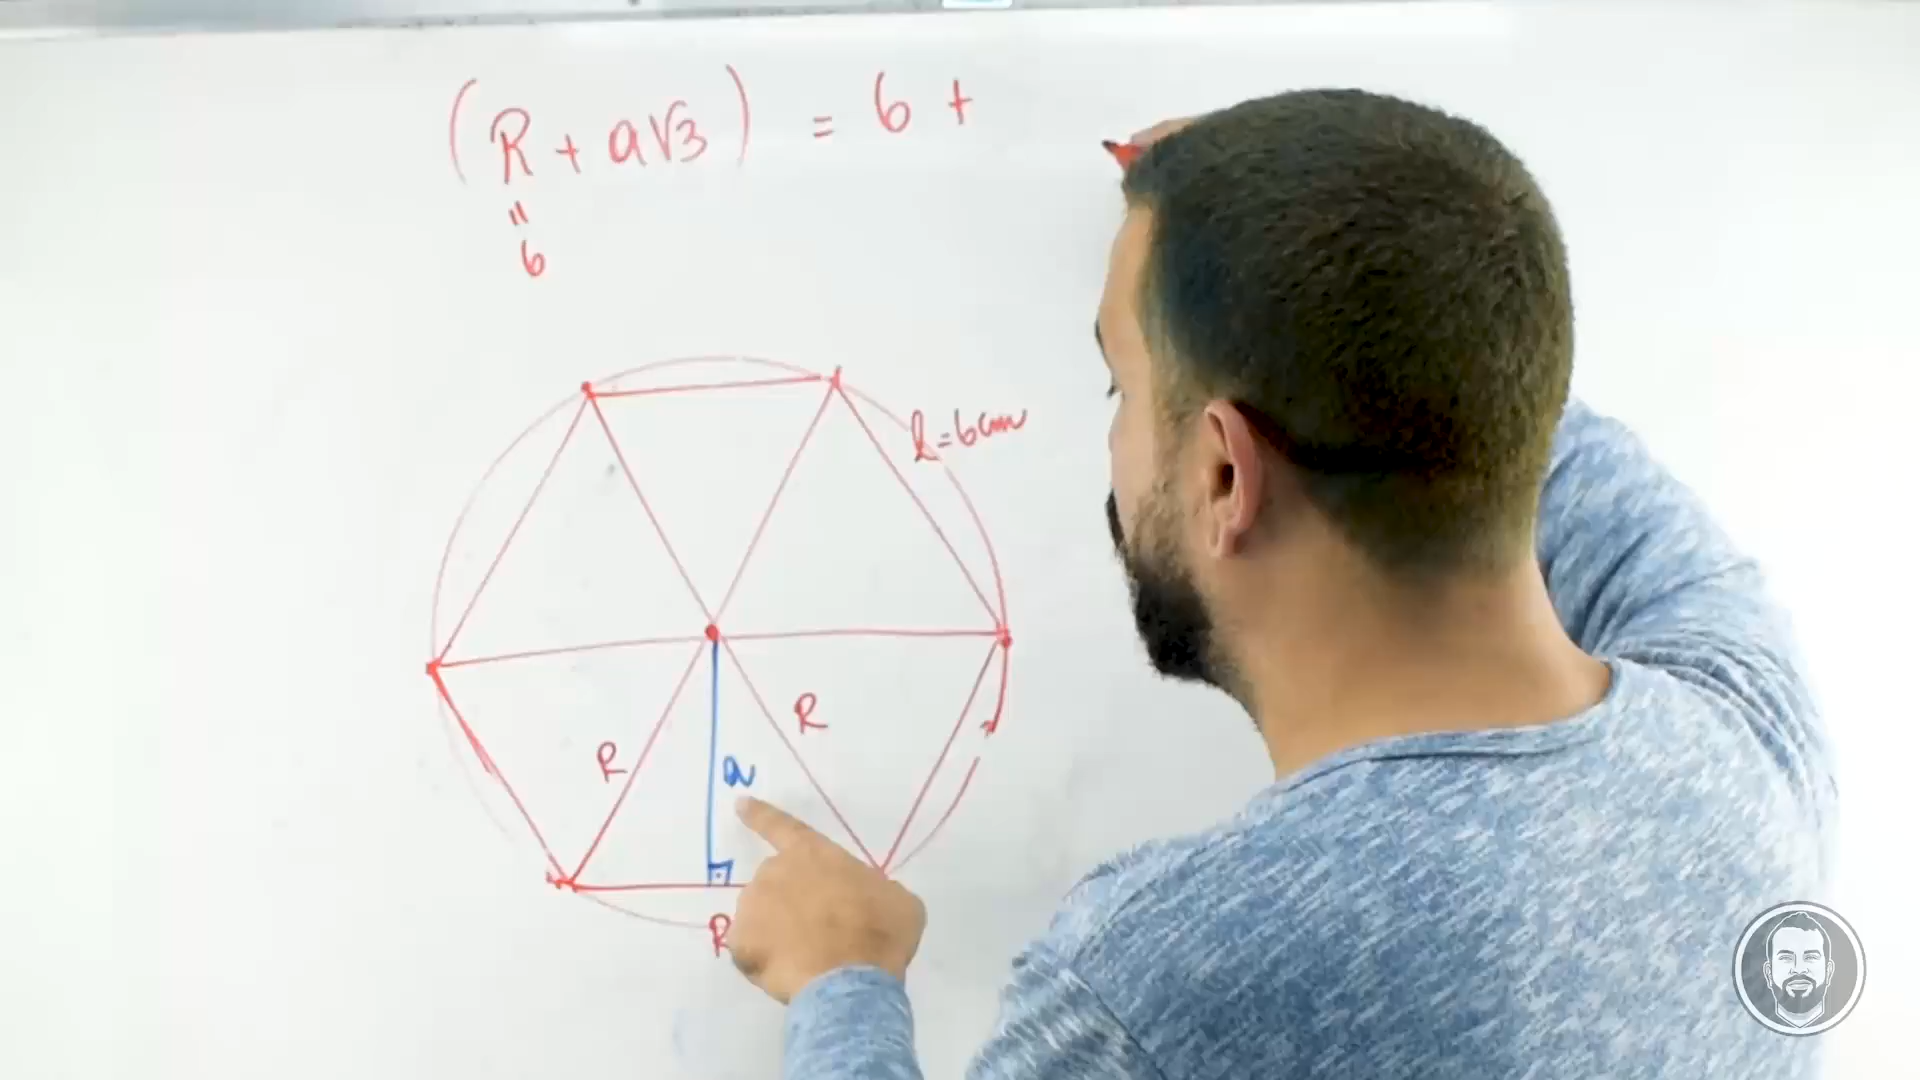 (R + a√3) = 6 +
"
6
l=6cm
R
R
a
R